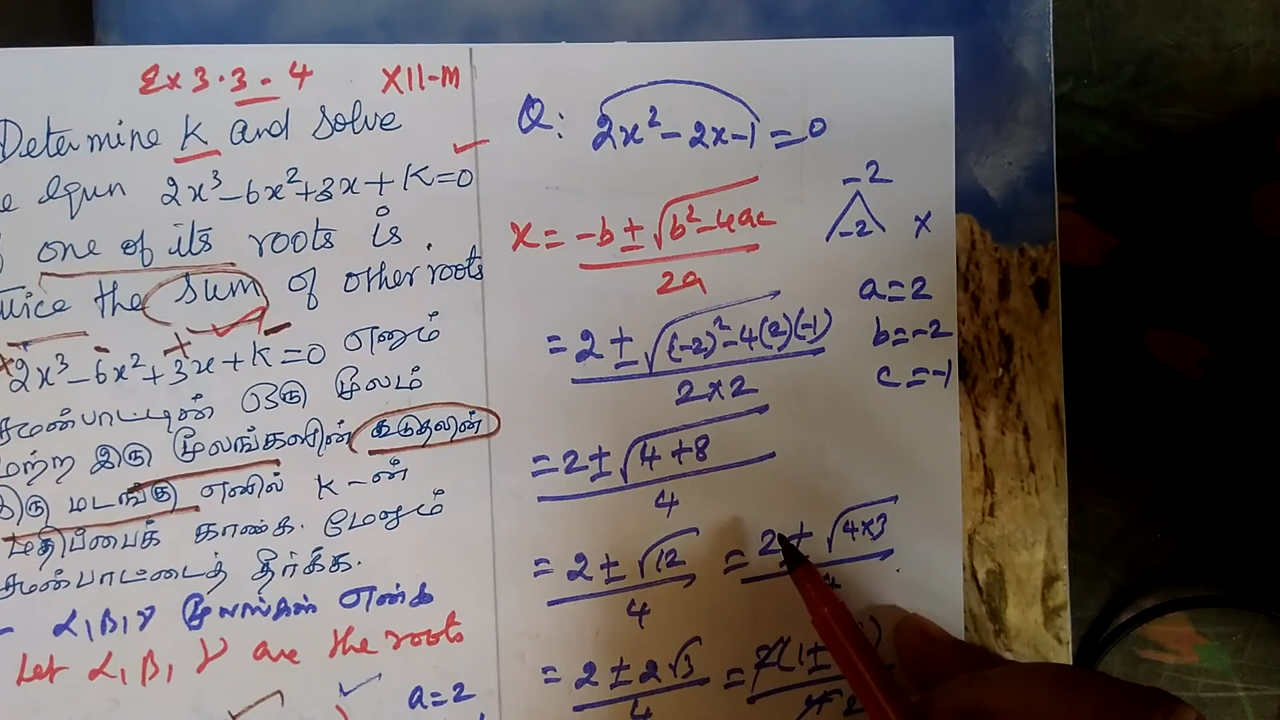 Ex 3.3-4 XII-M
Determine K and solve
equn 2x³-6x²+3x+K=0
one of its roots is
the sum of other roots
2x³-6x²+3x+k=0 எனும்
சமன்பாட்டின் ஒரு மூலம்
மற்ற இரு மூலங்களின் கூடுதலின்
இரு மடங்கு எனில் K-ன்
மதிப்பைக் காண்க. மேலும்
சமன்பாட்டைத் தீர்க்க.
α,β,γ மூலங்கள் என்க
Let α,β,γ are the roots
a=2
Q: 2x²-2x-1=0
x = (-b ± √(b²-4ac))/2a
-2
-2 x
= (2 ± √((-2)²-4(2)(-1)))/(2×2)
a=2
b=-2
c=-1
= (2 ± √(4+8))/4
= (2 ± √12)/4 = (2 ± √(4×3))/4
= (2 ± 2√3)/4 = 2(1 ±